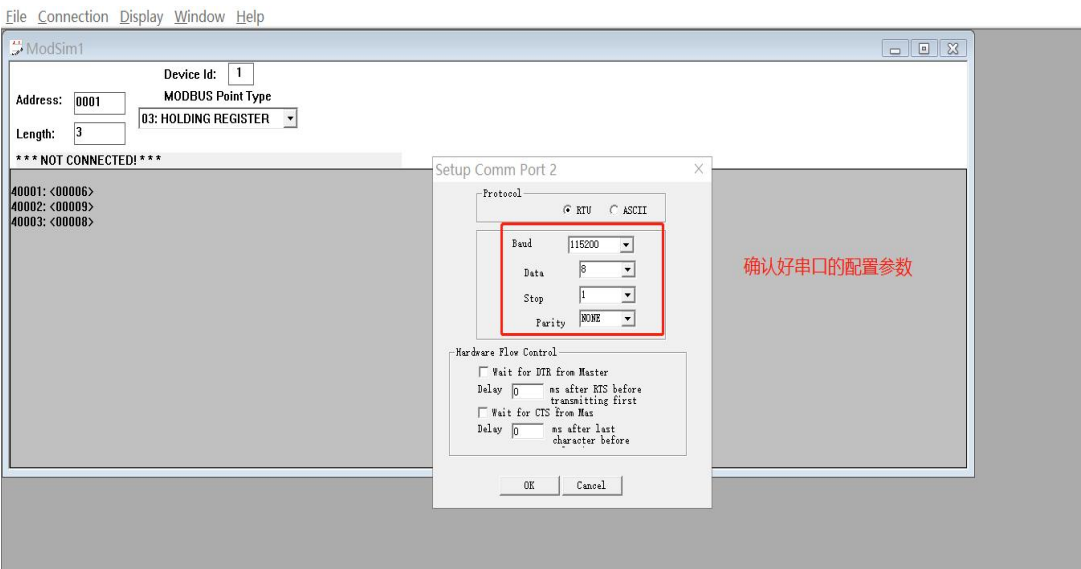 File Connection Display Window Help
ModSim1
Device Id: 1
Address: 0001
MODBUS Point Type
03: HOLDING REGISTER
Length: 3
* * * NOT CONNECTED! * * *
40001: <00006>
40002: <00009>
40003: <00008>
Setup Comm Port 2
Protocol
RTU ASCII
Baud 115200
Data 8
Stop 1
Parity NONE
确认好串口的配置参数
Hardware Flow Control
Wait for DTR from Master
Delay 0 ms after RTS before
transmitting first
Wait for CTS from Mas
Delay 0 ms after last
character before
OK Cancel